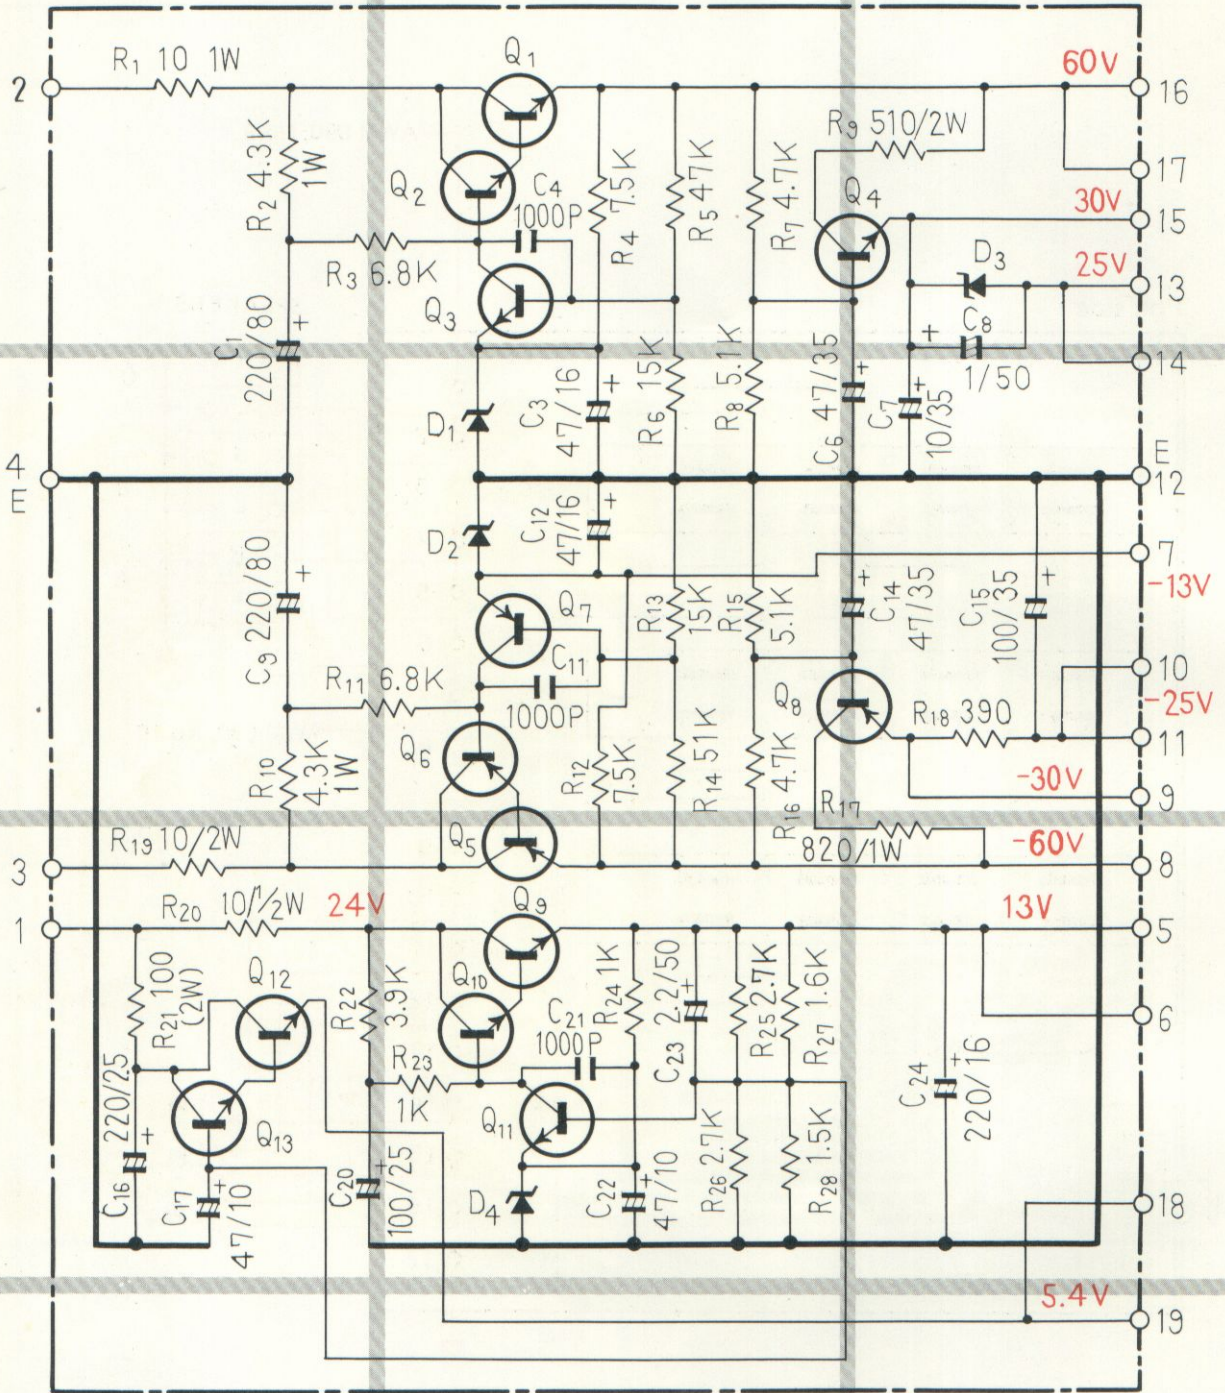 R1 10 1W
Q1
60V
2
16
R2 4.3K
1W
Q2
C4
1000P
R4 7.5K
R5 47K
R7 4.7K
R9 510/2W
Q4
17
30V
15
R3 6.8K
D3
25V
13
Q3
C1
220/80
C8
1/50
14
D1
C3
47/16
R6 15K
R8 5.1K
C6 47/35
C7
10/35
4
E
E
12
D2
C12
47/16
7
-13V
C9 220/80
Q7
R13
15K
R15
5.1K
C14
47/35
C15
100/35
10
-25V
R11 6.8K
C11
1000P
Q8
R18 390
11
Q6
R10
4.3K
1W
R12
7.5K
R14 51K
R16 4.7K
-30V
9
R17
820/1W
R19 10/2W
Q5
-60V
3
8
R20 10/1/2W
24V
Q9
13V
1
5
R21 100
(2W)
Q12
R22
3.9K
Q10
C21
1000P
R24 1K
C23 2.2/50
R25 2.7K
R27 1.6K
6
R23
1K
C24
220/16
C16 220/25
Q13
Q11
C17
47/10
C20
100/25
D4
C22
47/10
R26 2.7K
R28 1.5K
18
5.4V
19